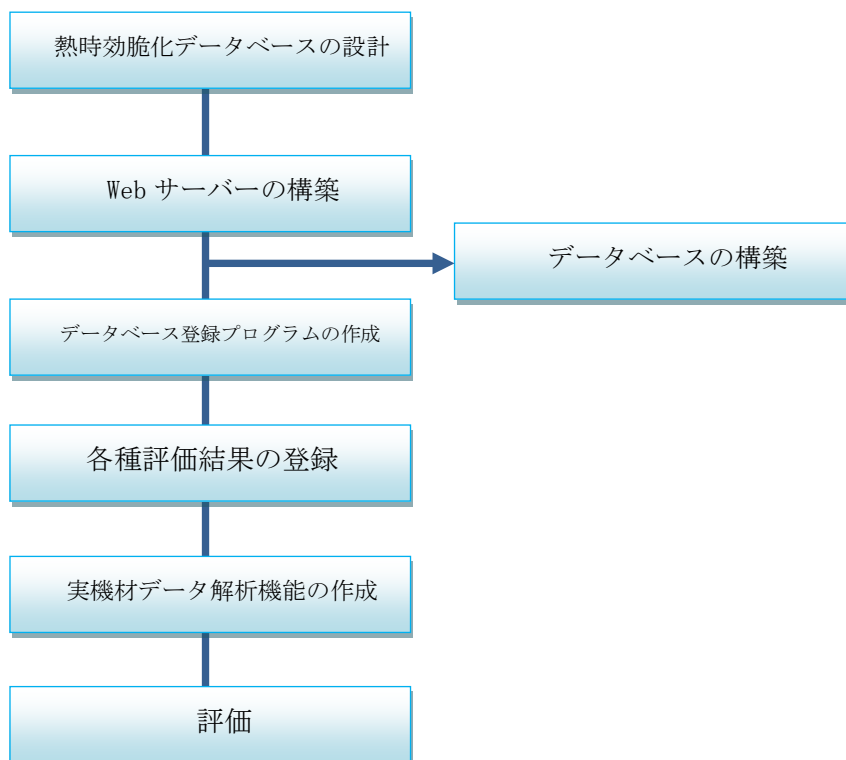 熱時効脆化データベースの設計
Web サーバーの構築
データベースの構築
データベース登録プログラムの作成
各種評価結果の登録
実機材データ解析機能の作成
評価